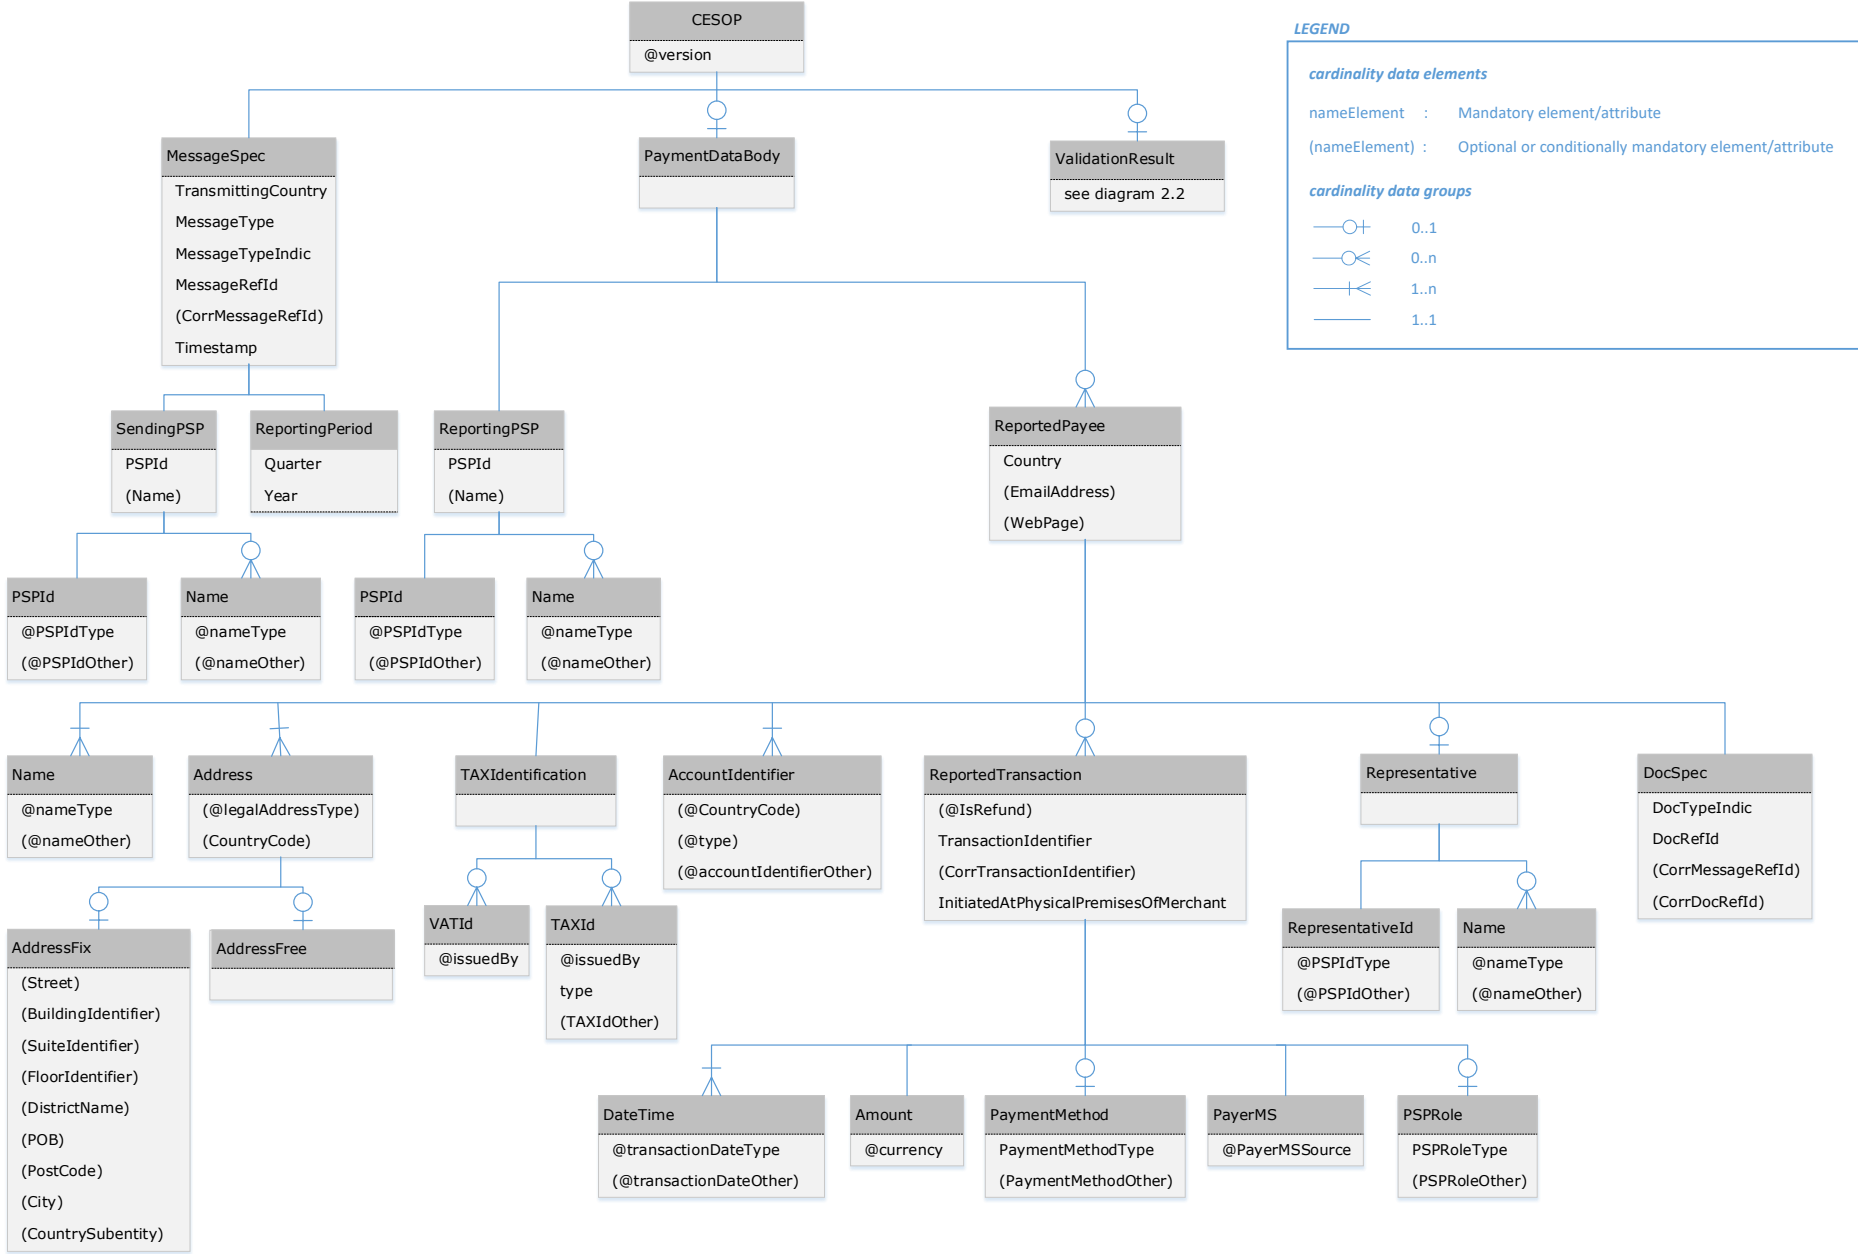 CESOP
@version
LEGEND
cardinality data elements
nameElement : Mandatory element/attribute
(nameElement) : Optional or conditionally mandatory element/attribute
cardinality data groups
0..1
0..n
1..n
1..1
MessageSpec
TransmittingCountry
MessageType
MessageTypeIndic
MessageRefId
(CorrMessageRefId)
Timestamp
PaymentDataBody
ValidationResult
see diagram 2.2
SendingPSP
PSPId
(Name)
ReportingPeriod
Quarter
Year
ReportingPSP
PSPId
(Name)
ReportedPayee
Country
(EmailAddress)
(WebPage)
PSPId
@PSPIdType
(@PSPIdOther)
Name
@nameType
(@nameOther)
PSPId
@PSPIdType
(@PSPIdOther)
Name
@nameType
(@nameOther)
Name
@nameType
(@nameOther)
Address
(@legalAddressType)
(CountryCode)
TAXIdentification
AccountIdentifier
(@CountryCode)
(@type)
(@accountIdentifierOther)
ReportedTransaction
(@IsRefund)
TransactionIdentifier
(CorrTransactionIdentifier)
InitiatedAtPhysicalPremisesOfMerchant
Representative
DocSpec
DocTypeIndic
DocRefId
(CorrMessageRefId)
(CorrDocRefId)
AddressFix
(Street)
(BuildingIdentifier)
(SuiteIdentifier)
(FloorIdentifier)
(DistrictName)
(POB)
(PostCode)
(City)
(CountrySubentity)
AddressFree
VATId
@issuedBy
TAXId
@issuedBy
type
(TAXIdOther)
RepresentativeId
@PSPIdType
(@PSPIdOther)
Name
@nameType
(@nameOther)
DateTime
@transactionDateType
(@transactionDateOther)
Amount
@currency
PaymentMethod
PaymentMethodType
(PaymentMethodOther)
PayerMS
@PayerMSSource
PSPRole
PSPRoleType
(PSPRoleOther)